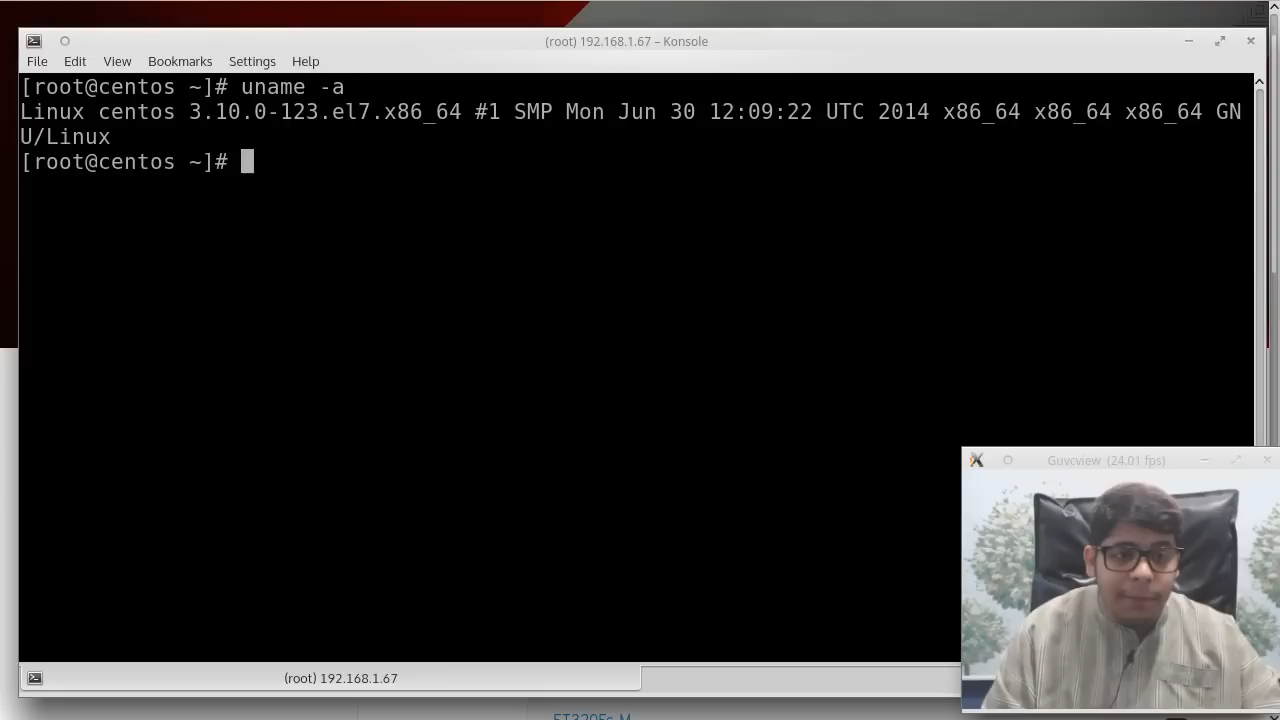 (root) 192.168.1.67 – Konsole
File Edit View Bookmarks Settings Help
[root@centos ~]# uname -a
Linux centos 3.10.0-123.el7.x86_64 #1 SMP Mon Jun 30 12:09:22 UTC 2014 x86_64 x86_64 x86_64 GN
U/Linux
[root@centos ~]#
Guvcview (24.01 fps)
(root) 192.168.1.67